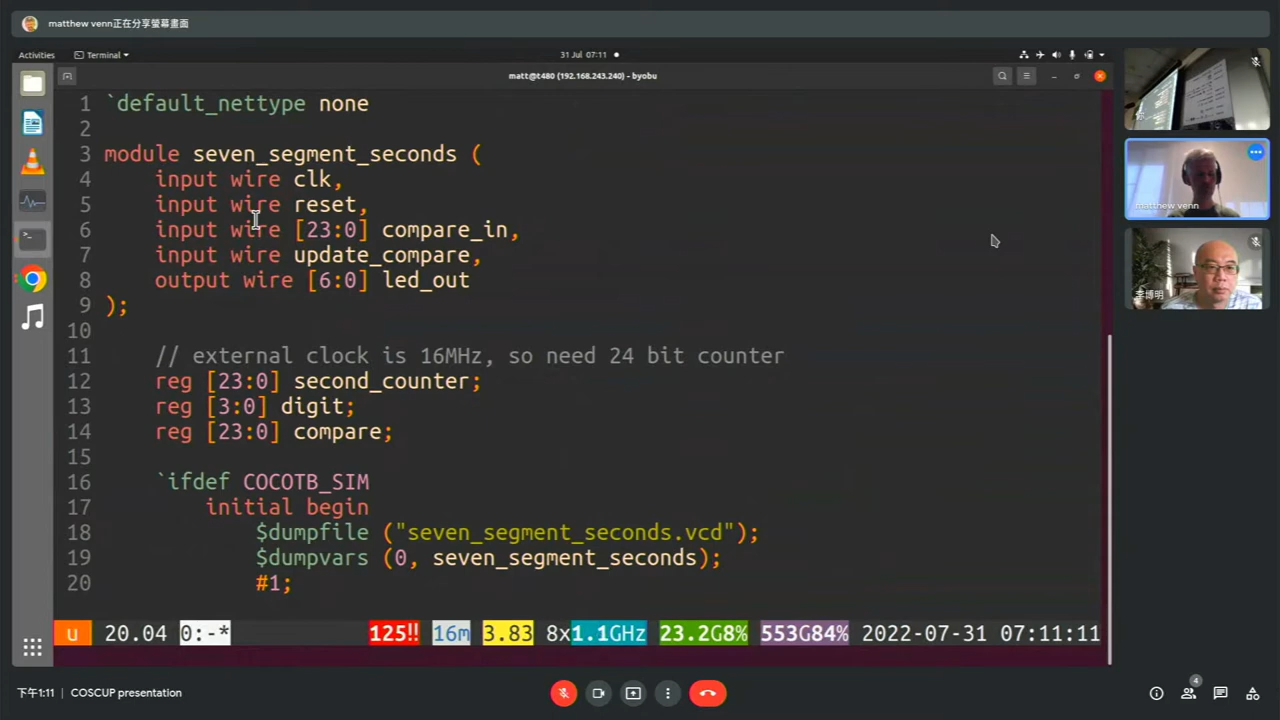 matthew venn正在分享螢幕畫面
Activities
Terminal
31 Jul 07:11
matt@t480 (192.168.243.240) - byobu
1 `default_nettype none
2
3 module seven_segment_seconds (
4 input wire clk,
5 input wire reset,
6 input wire [23:0] compare_in,
7 input wire update_compare,
8 output wire [6:0] led_out
9 );
10
11 // external clock is 16MHz, so need 24 bit counter
12 reg [23:0] second_counter;
13 reg [3:0] digit;
14 reg [23:0] compare;
15
16 `ifdef COCOTB_SIM
17 initial begin
18 $dumpfile ("seven_segment_seconds.vcd");
19 $dumpvars (0, seven_segment_seconds);
20 #1;
u 20.04 0:-* 125!! 16m 3.83 8x1.1GHz 23.2G8% 553G84% 2022-07-31 07:11:11
matthew venn
李博明
下午1:11 | COSCUP presentation
4